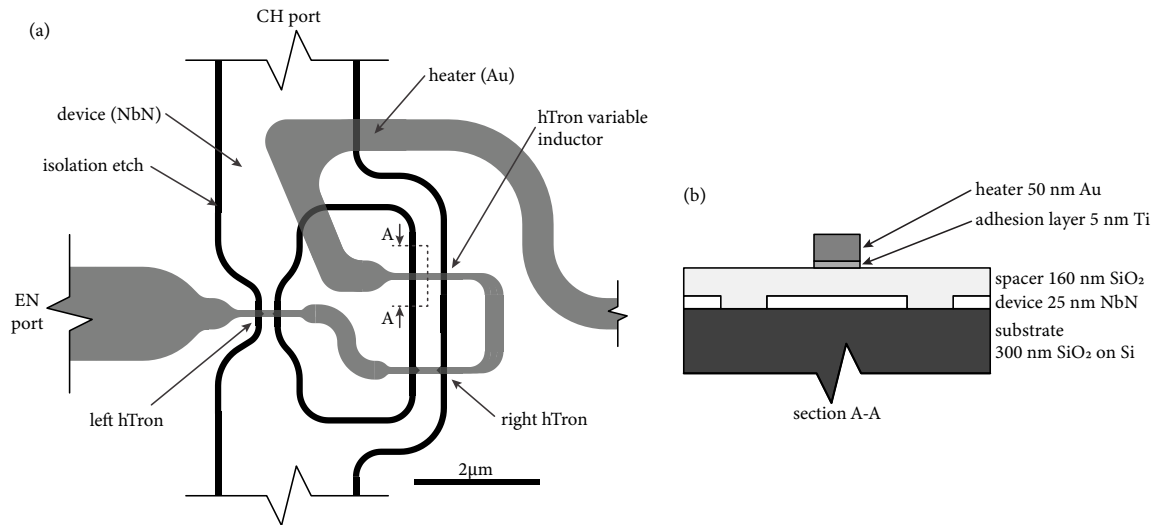 (a)
CH port
heater (Au)
device (NbN)
hTron variable
inductor
isolation etch
A
A
EN
port
left hTron
right hTron
2μm
(b)
heater 50 nm Au
adhesion layer 5 nm Ti
spacer 160 nm SiO₂
device 25 nm NbN
substrate
300 nm SiO₂ on Si
section A-A